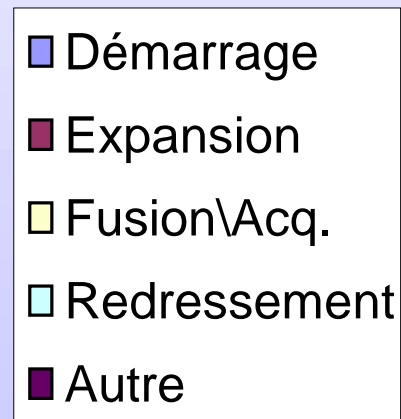 Démarrage
Expansion
Fusion\Acq.
Redressement
Autre